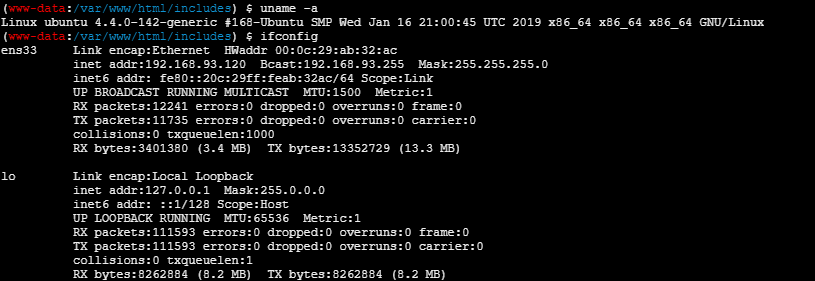 (www-data:/var/www/html/includes) $ uname -a
Linux ubuntu 4.4.0-142-generic #168-Ubuntu SMP Wed Jan 16 21:00:45 UTC 2019 x86_64 x86_64 x86_64 GNU/Linux
(www-data:/var/www/html/includes) $ ifconfig
ens33     Link encap:Ethernet  HWaddr 00:0c:29:ab:32:ac
          inet addr:192.168.93.120  Bcast:192.168.93.255  Mask:255.255.255.0
          inet6 addr: fe80::20c:29ff:feab:32ac/64 Scope:Link
          UP BROADCAST RUNNING MULTICAST  MTU:1500  Metric:1
          RX packets:12241 errors:0 dropped:0 overruns:0 frame:0
          TX packets:11735 errors:0 dropped:0 overruns:0 carrier:0
          collisions:0 txqueuelen:1000
          RX bytes:3401380 (3.4 MB)  TX bytes:13352729 (13.3 MB)
lo        Link encap:Local Loopback
          inet addr:127.0.0.1  Mask:255.0.0.0
          inet6 addr: ::1/128 Scope:Host
          UP LOOPBACK RUNNING  MTU:65536  Metric:1
          RX packets:111593 errors:0 dropped:0 overruns:0 frame:0
          TX packets:111593 errors:0 dropped:0 overruns:0 carrier:0
          collisions:0 txqueuelen:1
          RX bytes:8262884 (8.2 MB)  TX bytes:8262884 (8.2 MB)